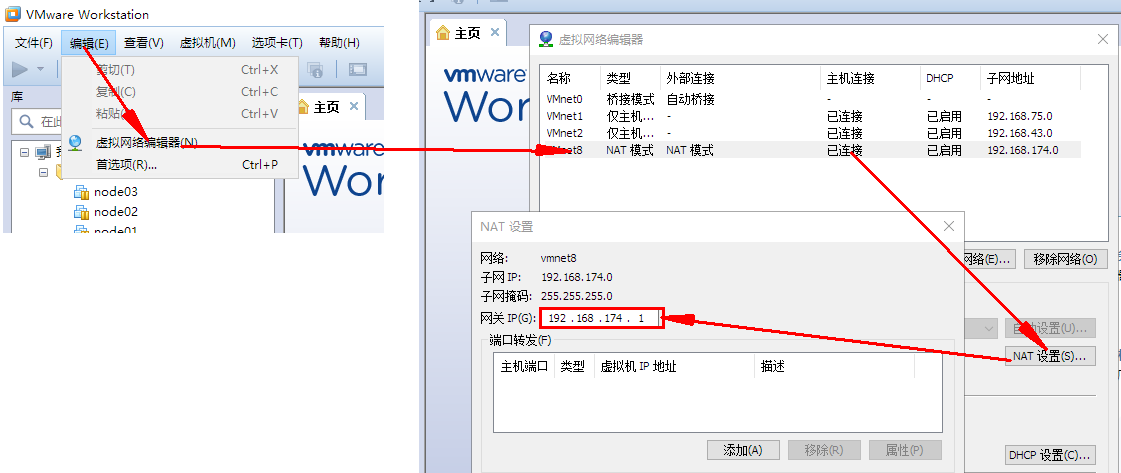 VMware Workstation
文件(F) 编辑(E) 查看(V) 虚拟机(M) 选项卡(T) 帮助(H)
剪切(T) Ctrl+X
复制(C) Ctrl+C
粘贴 Ctrl+V
虚拟网络编辑器(N)
首选项(R)... Ctrl+P
库
在此
node03
node02
node01
主页
vmware
Wor
主页
vmware
Wor
虚拟网络编辑器
名称 类型 外部连接 主机连接 DHCP 子网地址
VMnet0 桥接模式 自动桥接 - -
VMnet1 仅主机... - 已连接 已启用 192.168.75.0
VMnet2 仅主机... - 已连接 已启用 192.168.43.0
VMnet8 NAT 模式 NAT 模式 已连接 已启用 192.168.174.0
网络(E)... 移除网络(O)
自动设置(U)...
NAT 设置(S)...
DHCP 设置(C)...
NAT 设置
网络: vmnet8
子网 IP: 192.168.174.0
子网掩码: 255.255.255.0
网关 IP(G): 192 . 168 . 174 . 1
端口转发(F)
主机端口 类型 虚拟机 IP 地址 描述
添加(A) 移除(R) 属性(P)